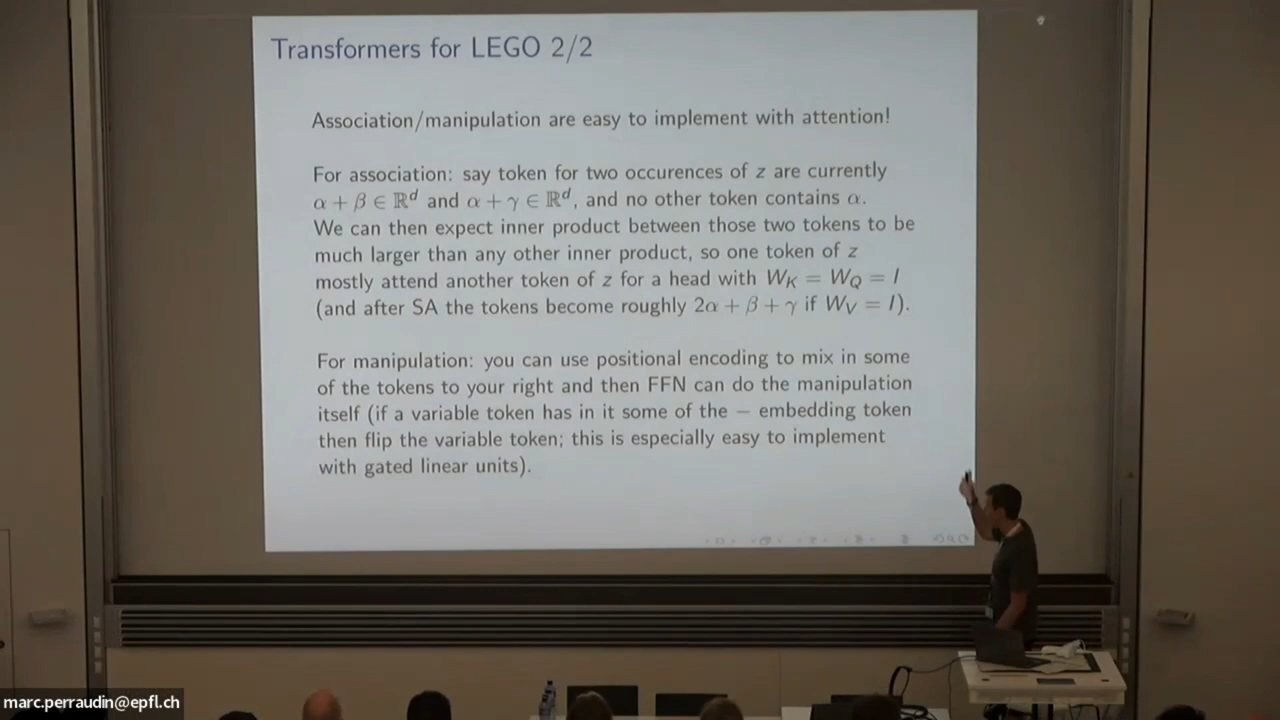 Transformers for LEGO 2/2
Association/manipulation are easy to implement with attention!
For association: say token for two occurences of z are currently
α + β ∈ ℝᵈ and α + γ ∈ ℝᵈ, and no other token contains α.
We can then expect inner product between those two tokens to be
much larger than any other inner product, so one token of z
mostly attend another token of z for a head with W_K = W_Q = I
(and after SA the tokens become roughly 2α + β + γ if W_V = I).
For manipulation: you can use positional encoding to mix in some
of the tokens to your right and then FFN can do the manipulation
itself (if a variable token has in it some of the − embedding token
then flip the variable token; this is especially easy to implement
with gated linear units).
marc.perraudin@epfl.ch